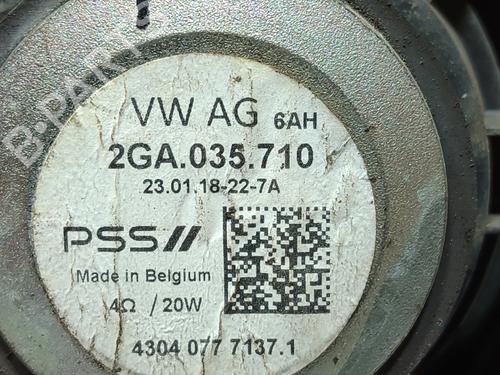 B-PARTS
VW AG 6AH
2GA.035.710
23.01.18-22-7A
PSS//
Made in Belgium
4Ω / 20W
4304 077 7137.1